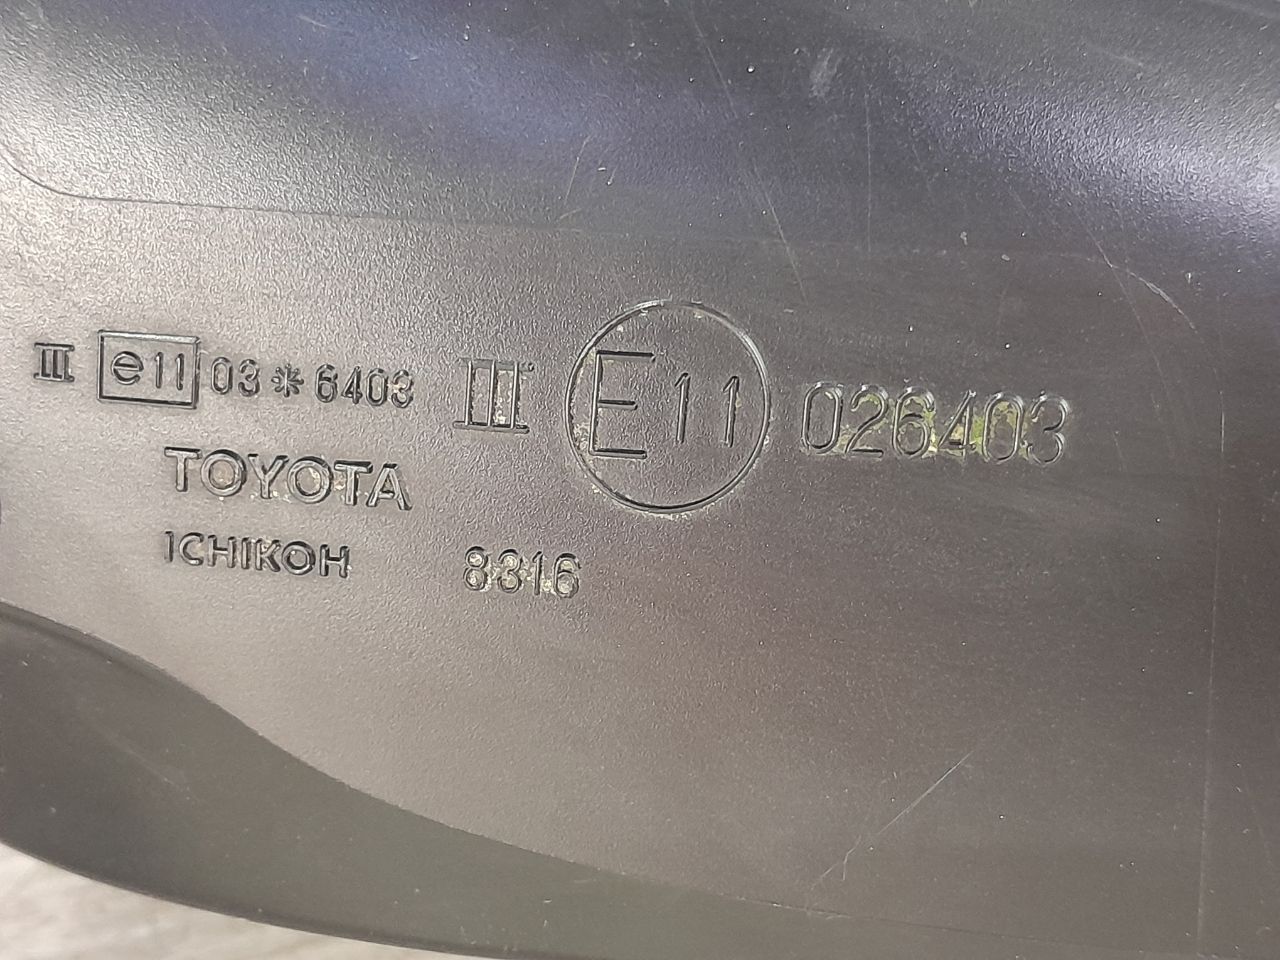 III e11 03*6403 III E11 026403
TOYOTA
ICHIKOH 8316